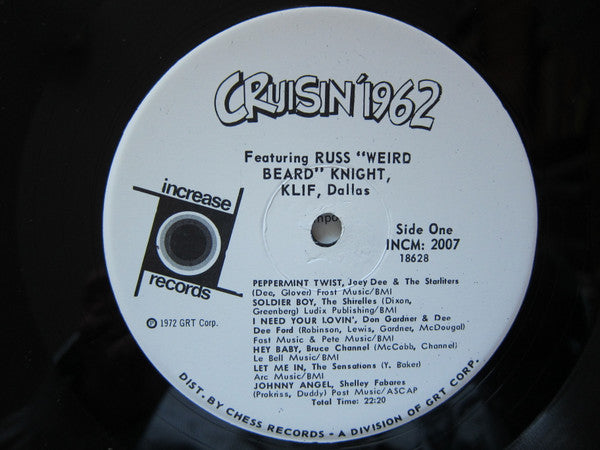 CRUISIN' 1962
Featuring RUSS "WEIRD
BEARD" KNIGHT,
KLIF, Dallas
increase
records
Side One
INCM: 2007
18628
PEPPERMINT TWIST, Joey Dee & The Starliters
(Dee, Glover) Frost Music/BMI
SOLDIER BOY, The Shirelles (Dixon,
Greenberg) Ludix Publishing/BMI
I NEED YOUR LOVIN', Don Gardner & Dee
Dee Ford (Robinson, Lewis, Gardner, McDougal)
Fast Music & Pete Music/BMI
HEY BABY, Bruce Channel (McCobb, Channel)
Le Bell Music/BMI
LET ME IN, The Sensations (Y. Baker)
Arc Music/BMI
JOHNNY ANGEL, Shelley Fabares
(Prokriss, Duddy) Post Music/ASCAP
Total Time: 22:20
℗ 1972 GRT Corp.
DIST. BY CHESS RECORDS - A DIVISION OF GRT CORP.